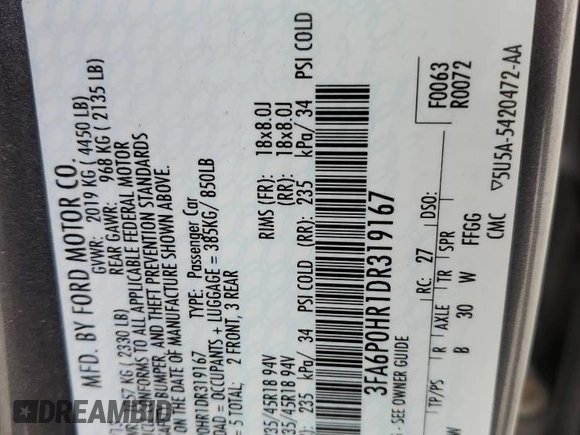 MFD. BY FORD MOTOR CO.
GVWR: 2019 KG ( 4450 LB)
REAR GAWR: 968 KG ( 2135 LB)
KG ( 2330 LB)
CONFORMS TO ALL APPLICABLE FEDERAL MOTOR
BUMPER, AND THEFT PREVENTION STANDARDS
ON THE DATE OF MANUFACTURE SHOWN ABOVE.
P0HR1DR319167 TYPE: Passenger Car
LOAD = OCCUPANTS + LUGGAGE = 385KG/ 850LB
= 5 TOTAL; 2 FRONT, 3 REAR
35/45R18 94V RIMS (FR): 18x8.0J
35/45R18 94V (RR): 18x8.0J
235 kPa/ 34 PSI COLD (RR): 235 kPa/ 34 PSI COLD
3FA6P0HR1DR319167
- SEE OWNER GUIDE
F0063
R0072
RC: 27 DSO:
TP/PS R AXLE TR SPR
B 30 W FFGG
CMC ▽5U5A-5420472-AA
DREAMBID